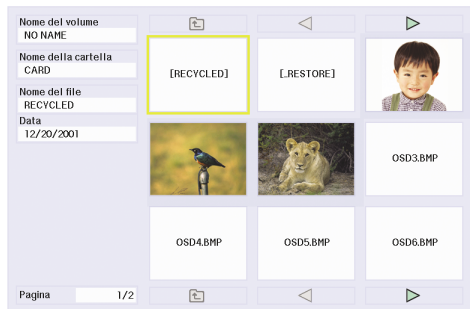 Nome del volume
NO NAME
Nome della cartella
CARD
Nome del file
RECYCLED
Data
12/20/2001
[RECYCLED]
[_RESTORE]
OSD3.BMP
OSD4.BMP
OSD5.BMP
OSD6.BMP
Pagina 1/2